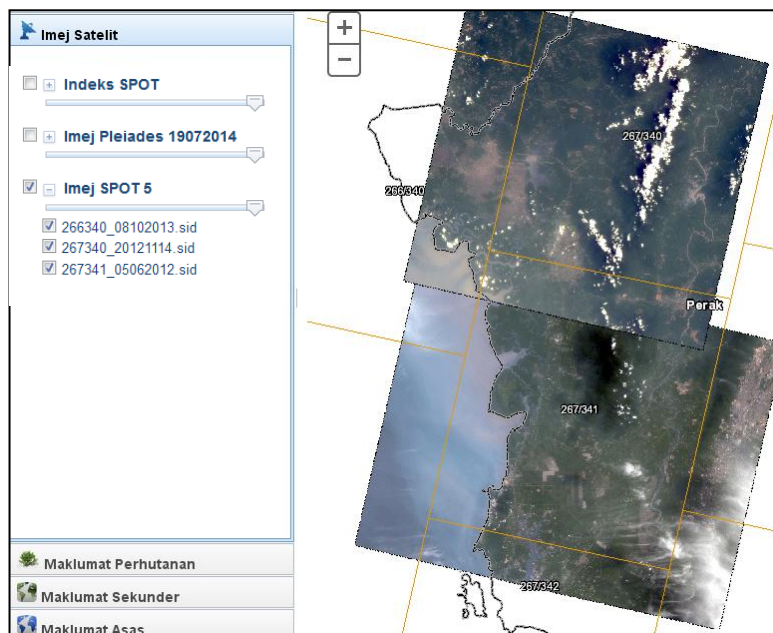 Imej Satelit
Indeks SPOT
Imej Pleiades 19072014
Imej SPOT 5
266340_08102013.sid
267340_20121114.sid
267341_05062012.sid
Maklumat Perhutanan
Maklumat Sekunder
Maklumat Asas
+
−
267/340
266/340
Perak
267/341
267/342